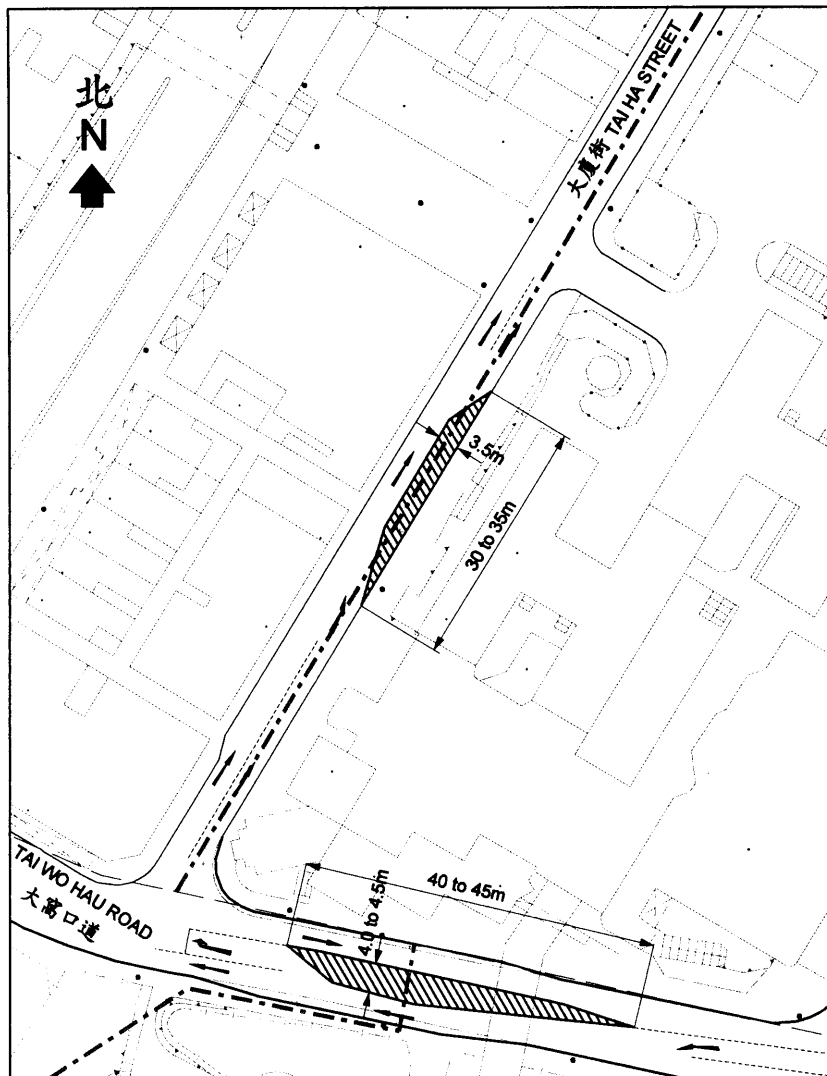 北
N
大廈街 TAI HA STREET
3.5m
30 to 35m
TAI WO HAU ROAD
大窩口道
40 to 45m
4.0 to 4.5m